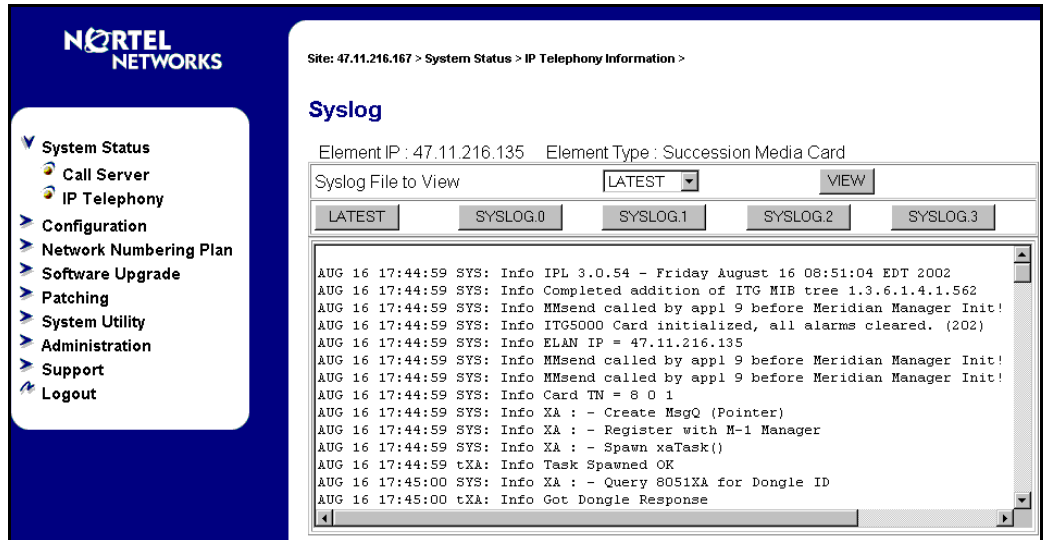 NORTEL
NETWORKS
System Status
Call Server
IP Telephony
Configuration
Network Numbering Plan
Software Upgrade
Patching
System Utility
Administration
Support
Logout
Site: 47.11.216.167 > System Status > IP Telephony Information >
Syslog
Element IP : 47.11.216.135 Element Type : Succession Media Card
Syslog File to View LATEST VIEW
LATEST SYSLOG.0 SYSLOG.1 SYSLOG.2 SYSLOG.3
AUG 16 17:44:59 SYS: Info IPL 3.0.54 - Friday August 16 08:51:04 EDT 2002
AUG 16 17:44:59 SYS: Info Completed addition of ITG MIB tree 1.3.6.1.4.1.562
AUG 16 17:44:59 SYS: Info MMsend called by appl 9 before Meridian Manager Init!
AUG 16 17:44:59 SYS: Info ITG5000 Card initialized, all alarms cleared. (202)
AUG 16 17:44:59 SYS: Info ELAN IP = 47.11.216.135
AUG 16 17:44:59 SYS: Info MMsend called by appl 9 before Meridian Manager Init!
AUG 16 17:44:59 SYS: Info MMsend called by appl 9 before Meridian Manager Init!
AUG 16 17:44:59 SYS: Info Card TN = 8 0 1
AUG 16 17:44:59 SYS: Info XA : - Create MsgQ (Pointer)
AUG 16 17:44:59 SYS: Info XA : - Register with M-1 Manager
AUG 16 17:44:59 SYS: Info XA : - Spawn xaTask()
AUG 16 17:44:59 tXA: Info Task Spawned OK
AUG 16 17:45:00 SYS: Info XA : - Query 8051XA for Dongle ID
AUG 16 17:45:00 tXA: Info Got Dongle Response